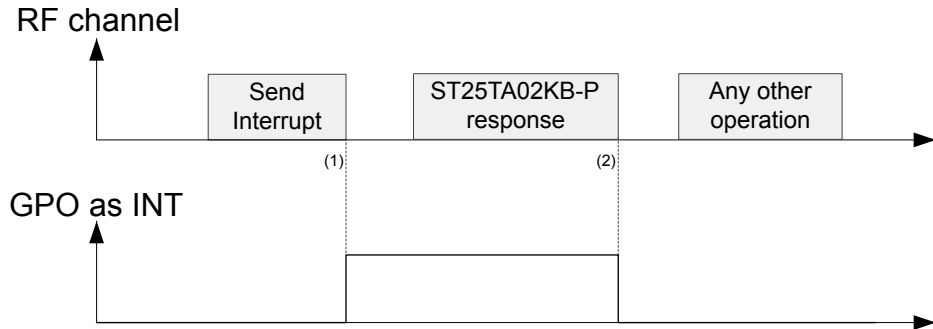 RF channel
Send
Interrupt
ST25TA02KB-P
response
Any other
operation
(1)
(2)
GPO as INT